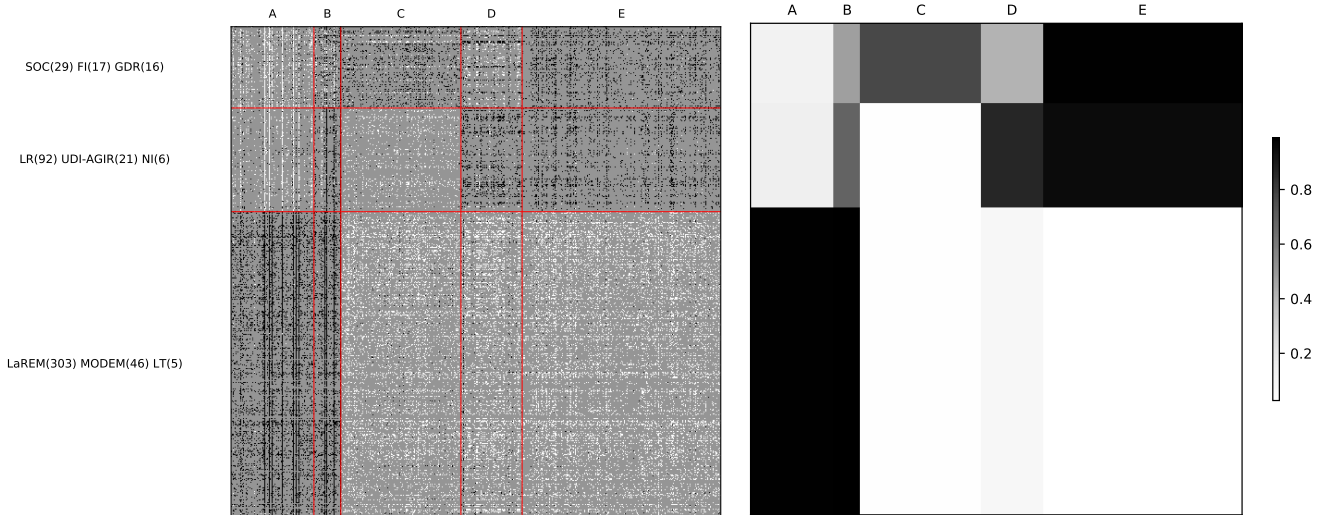 A B C D E
SOC(29) FI(17) GDR(16)
LR(92) UDI-AGIR(21) NI(6)
LaREM(303) MODEM(46) LT(5)
A B C D E
0.8
0.6
0.4
0.2